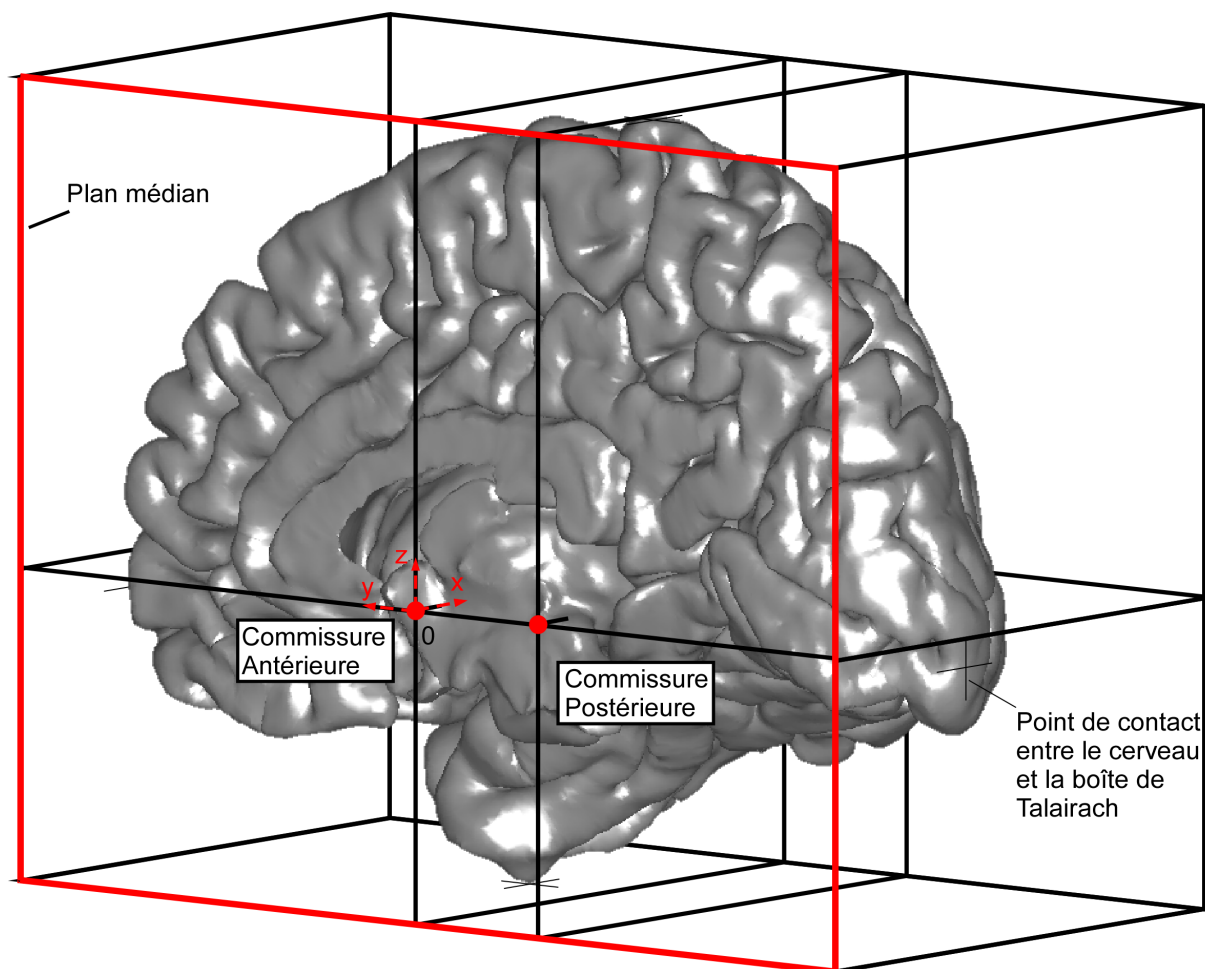 Plan médian
z
y
x
0
Commissure
Antérieure
Commissure
Postérieure
Point de contact
entre le cerveau
et la boîte de
Talairach